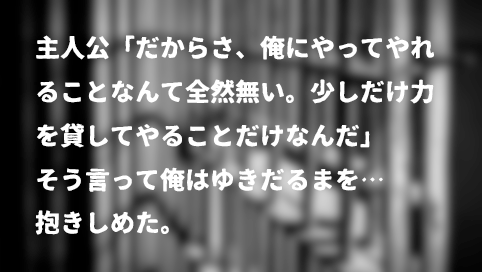 主人公「だからさ、俺にやってやれ
ることなんて全然無い。少しだけ力
を貸してやることだけなんだ」
そう言って俺はゆきだるまを…
抱きしめた。